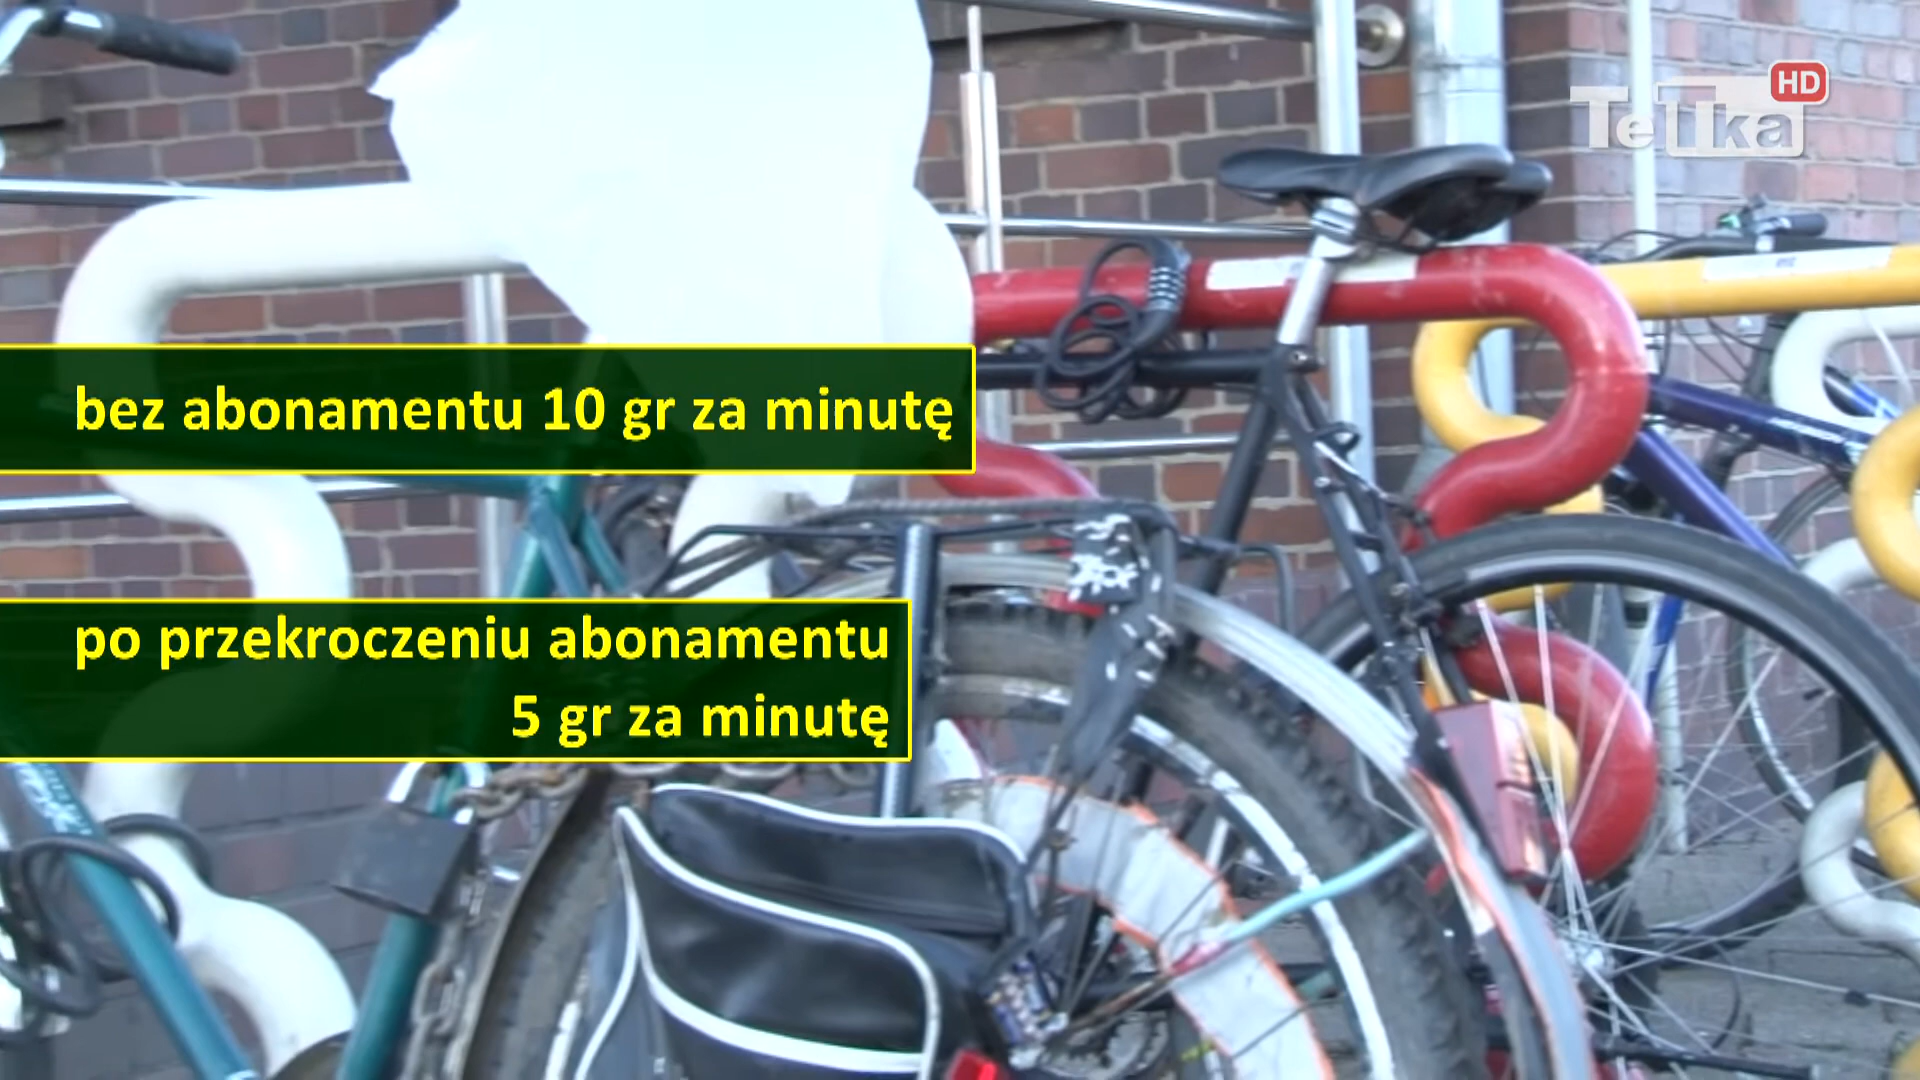 HD
TeTka
bez abonamentu 10 gr za minutę
po przekroczeniu abonamentu
5 gr za minutę